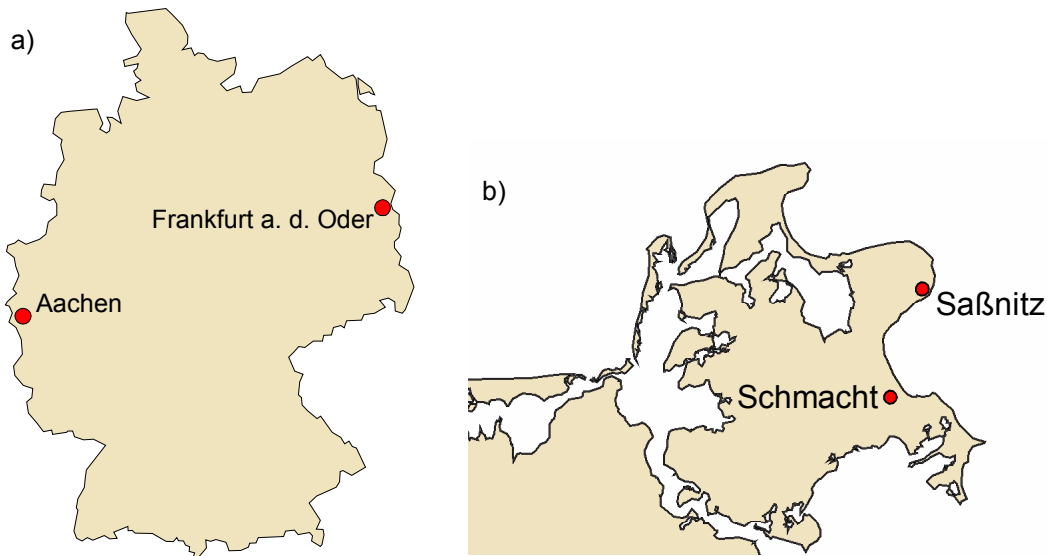 a)
Frankfurt a. d. Oder
Aachen
b)
Saßnitz
Schmacht